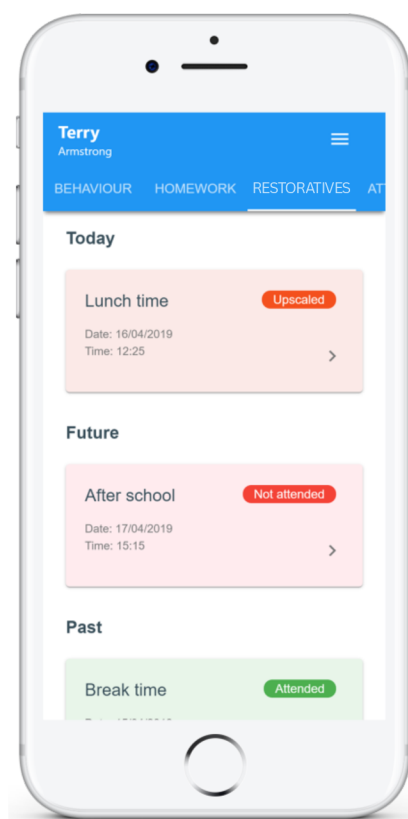 Terry
Armstrong
BEHAVIOUR HOMEWORK RESTORATIVES
Today
Lunch time Upscaled
Date: 16/04/2019
Time: 12:25
Future
After school Not attended
Date: 17/04/2019
Time: 15:15
Past
Break time Attended